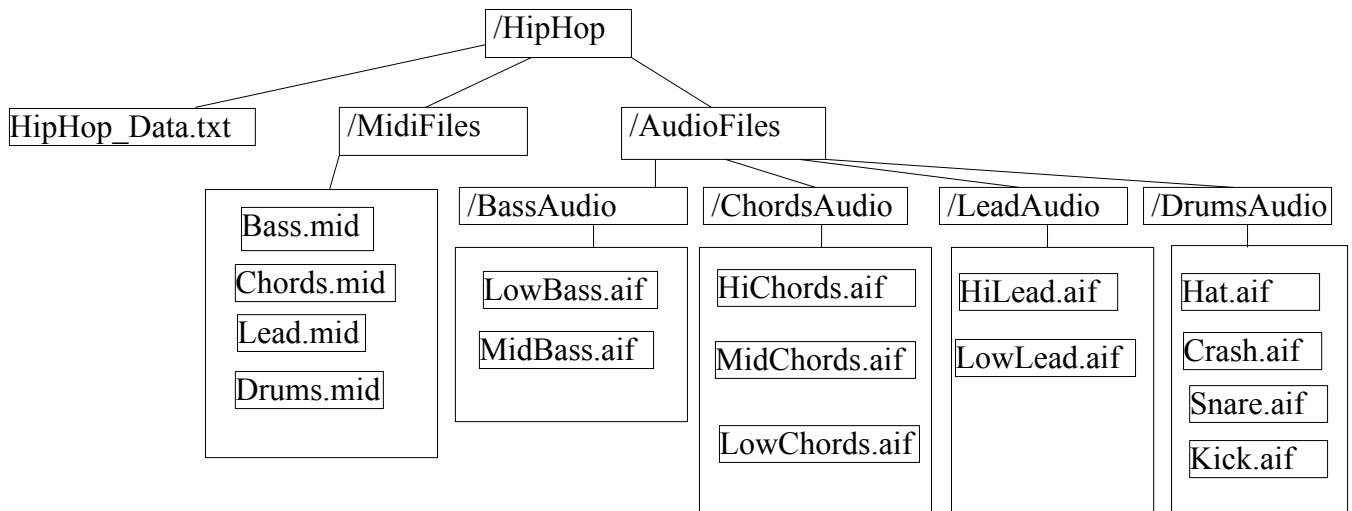 /HipHop
HipHop_Data.txt
/MidiFiles
/AudioFiles
/BassAudio
/ChordsAudio
/LeadAudio
/DrumsAudio
Bass.mid
Chords.mid
Lead.mid
Drums.mid
LowBass.aif
MidBass.aif
HiChords.aif
MidChords.aif
LowChords.aif
HiLead.aif
LowLead.aif
Hat.aif
Crash.aif
Snare.aif
Kick.aif